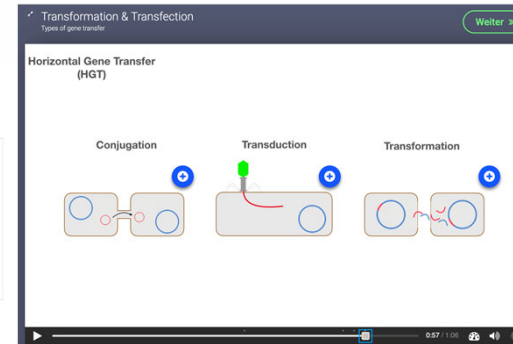 Transformation & Transfection
Types of gene transfer
Weiter »
Horizontal Gene Transfer
(HGT)
Conjugation
Transduction
Transformation
0:57 / 1:06